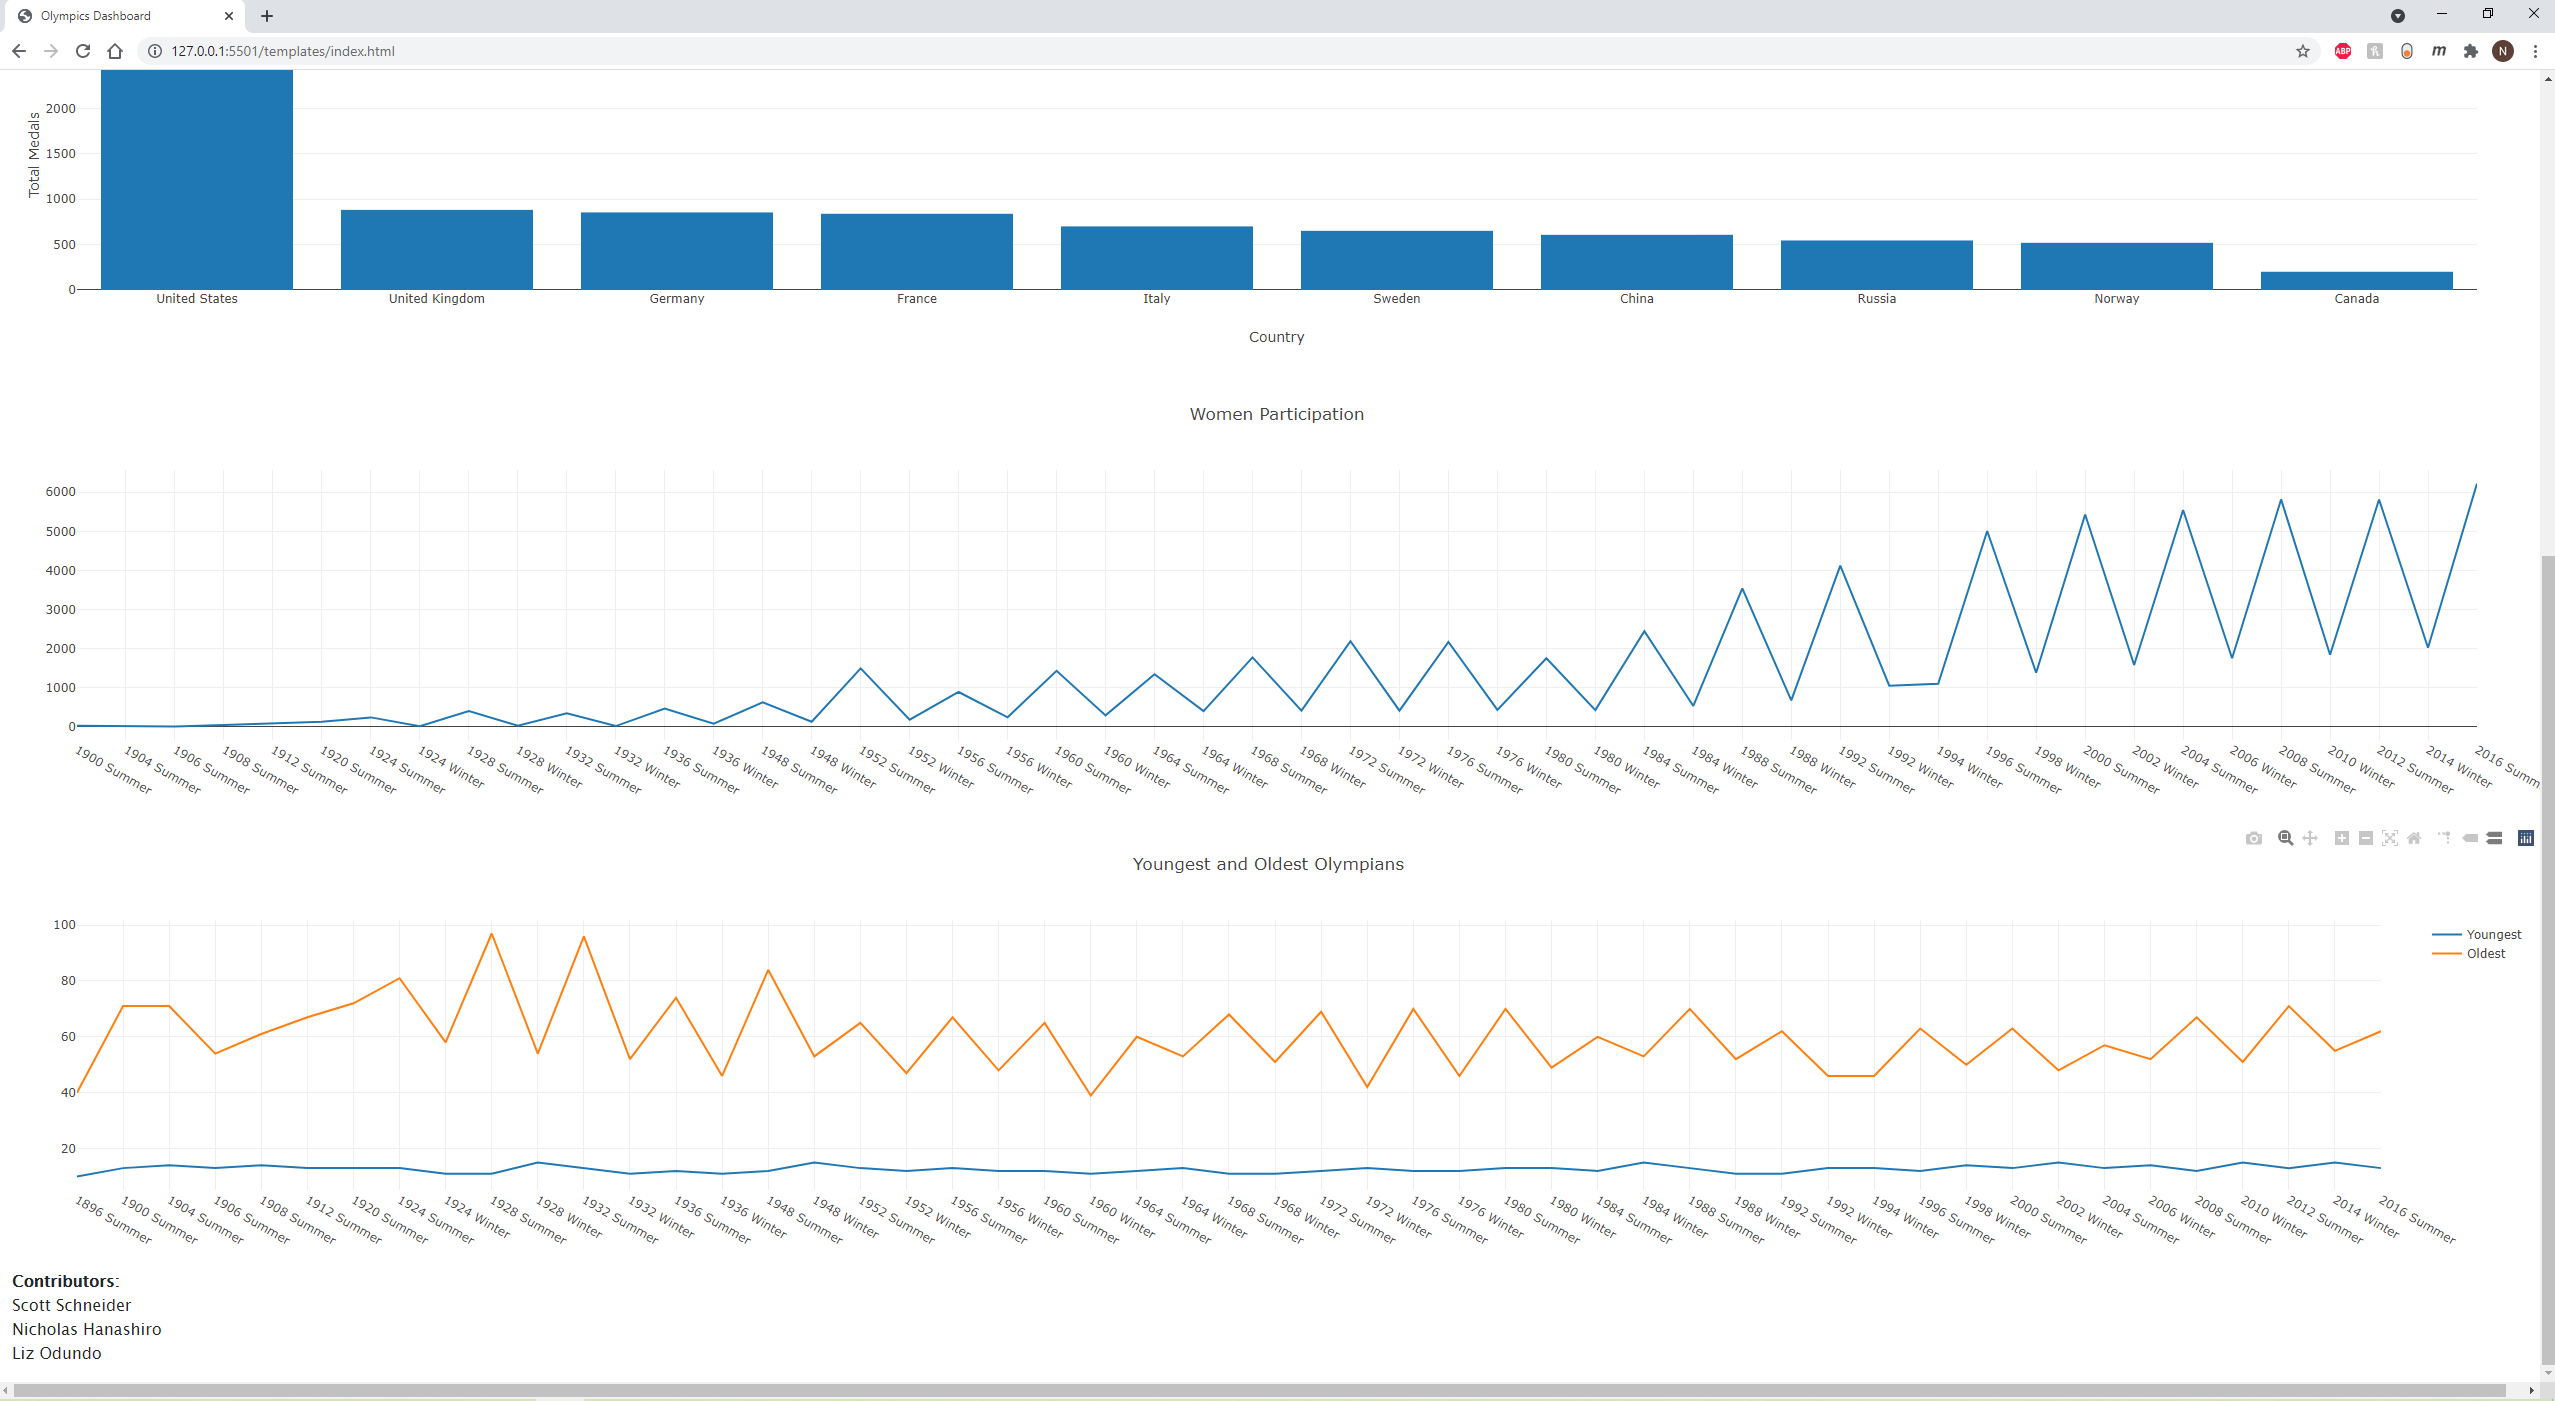 Olympics Dashboard
127.0.0.1:5501/templates/index.html
ABP
m
N
Total Medals
2000
1500
1000
500
0
United States United Kingdom Germany France Italy Sweden China Russia Norway Canada
Country
Women Participation
6000
5000
4000
3000
2000
1000
0
1900 Summer 1904 Summer 1906 Summer 1908 Summer 1912 Summer 1920 Summer 1924 Summer 1924 Winter 1928 Summer 1928 Winter 1932 Summer 1932 Winter 1936 Summer 1936 Winter 1948 Summer 1948 Winter 1952 Summer 1952 Winter 1956 Summer 1956 Winter 1960 Summer 1960 Winter 1964 Summer 1964 Winter 1968 Summer 1968 Winter 1972 Summer 1972 Winter 1976 Summer 1976 Winter 1980 Summer 1980 Winter 1984 Summer 1984 Winter 1988 Summer 1988 Winter 1992 Summer 1992 Winter 1994 Winter 1996 Summer 1998 Winter 2000 Summer 2002 Winter 2004 Summer 2006 Winter 2008 Summer 2010 Winter 2012 Summer 2014 Winter 2016 Summ
Youngest and Oldest Olympians
100
80
60
40
20
Youngest
Oldest
1896 Summer 1900 Summer 1904 Summer 1906 Summer 1908 Summer 1912 Summer 1920 Summer 1924 Summer 1924 Winter 1928 Summer 1928 Winter 1932 Summer 1932 Winter 1936 Summer 1936 Winter 1948 Summer 1948 Winter 1952 Summer 1952 Winter 1956 Summer 1956 Winter 1960 Summer 1960 Winter 1964 Summer 1964 Winter 1968 Summer 1968 Winter 1972 Summer 1972 Winter 1976 Summer 1976 Winter 1980 Summer 1980 Winter 1984 Summer 1984 Winter 1988 Summer 1988 Winter 1992 Summer 1992 Winter 1994 Winter 1996 Summer 1998 Winter 2000 Summer 2002 Winter 2004 Summer 2006 Winter 2008 Summer 2010 Winter 2012 Summer 2014 Winter 2016 Summer
Contributors:
Scott Schneider
Nicholas Hanashiro
Liz Odundo